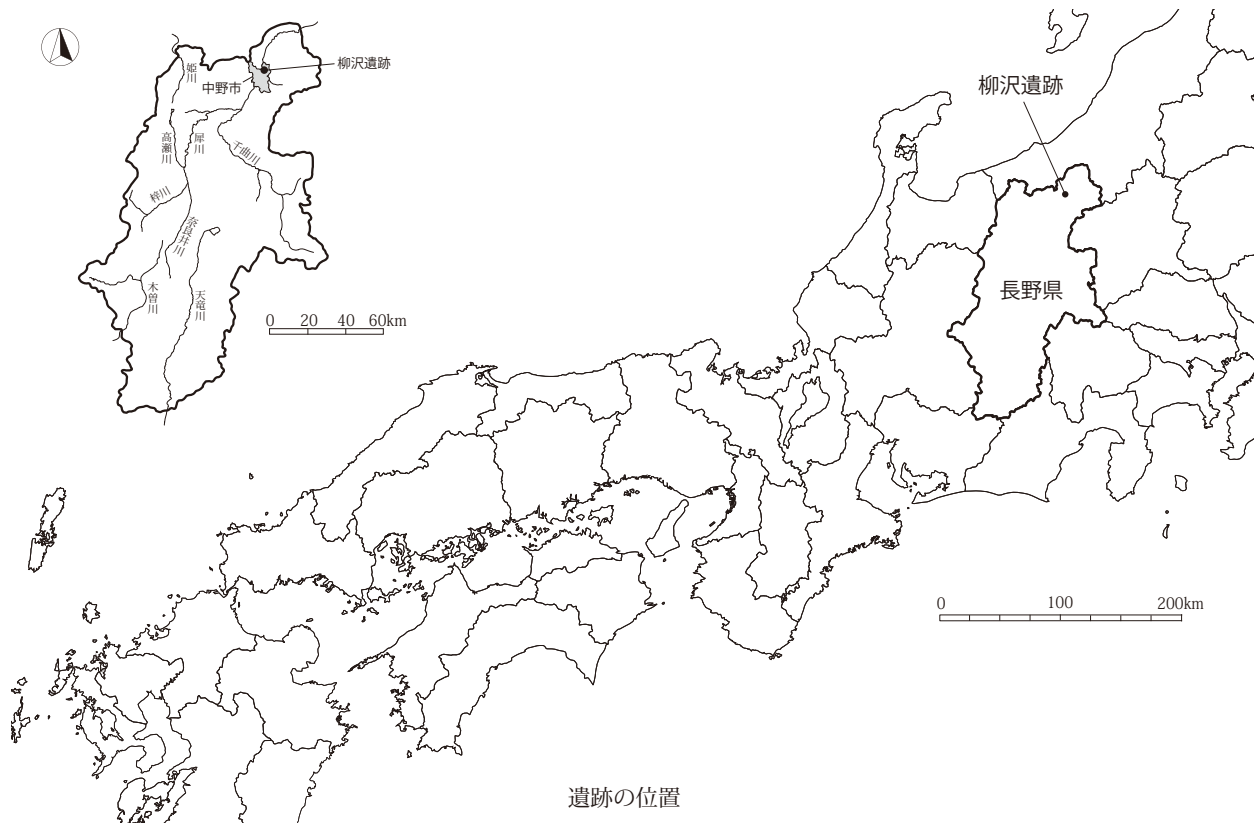 柳沢遺跡
中野市
姫川
高瀬川
犀川
千曲川
梓川
奈良井川
木曽川
天竜川
0 20 40 60km
柳沢遺跡
長野県
0 100 200km
遺跡の位置